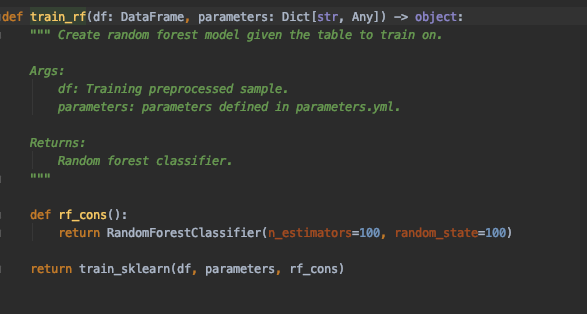 def train_rf(df: DataFrame, parameters: Dict[str, Any]) -> object:
""" Create random forest model given the table to train on.
Args:
df: Training preprocessed sample.
parameters: parameters defined in parameters.yml.
Returns:
Random forest classifier.
"""
def rf_cons():
return RandomForestClassifier(n_estimators=100, random_state=100)
return train_sklearn(df, parameters, rf_cons)